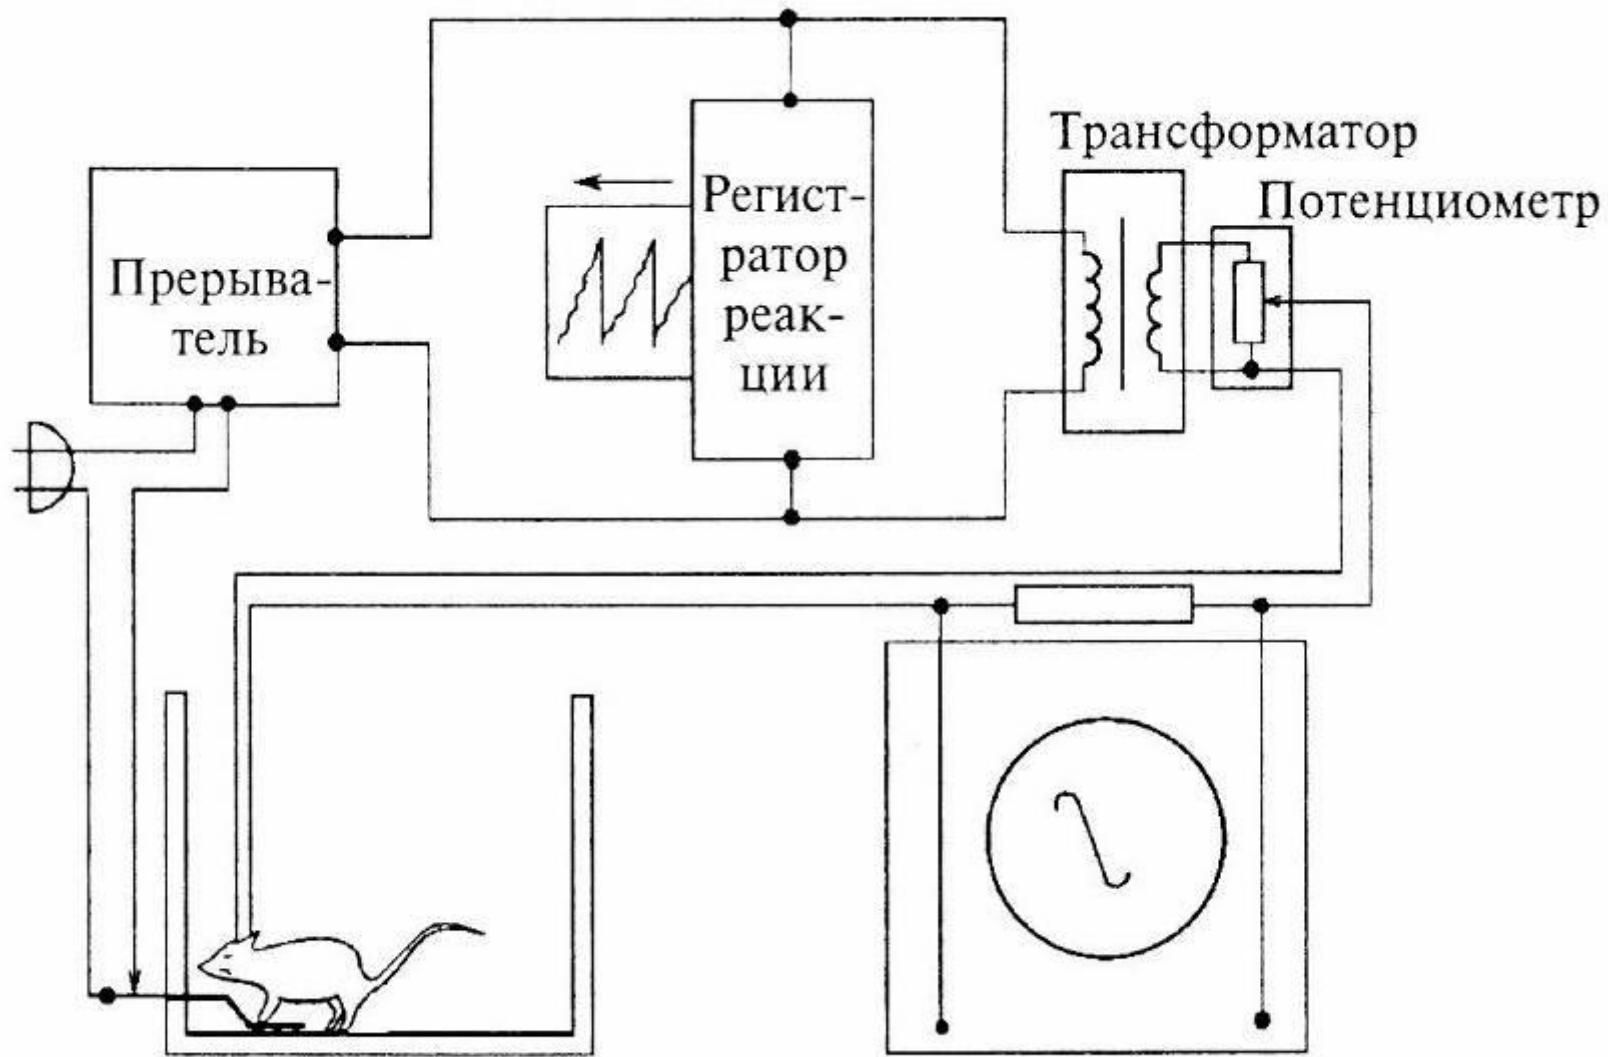 Трансформатор
Потенциометр
Прерыва-
тель
Регист-
ратор
реак-
ции